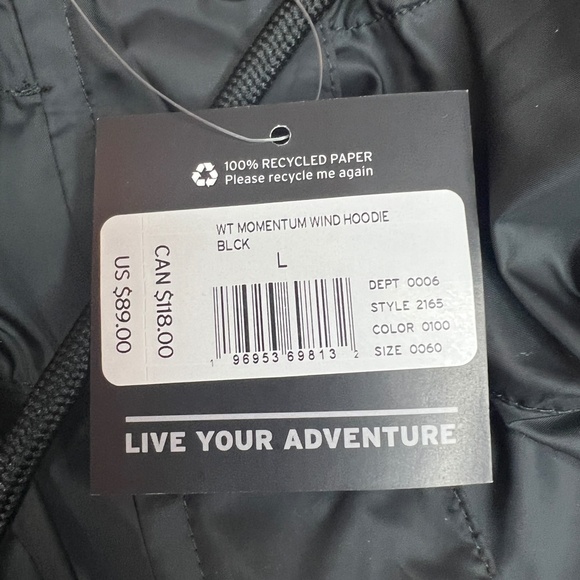 100% RECYCLED PAPER
Please recycle me again
WT MOMENTUM WIND HOODIE
BLCK
L
DEPT 0006
STYLE 2165
COLOR 0100
SIZE 0060
1 96953 69813 2
CAN $118.00
US $89.00
LIVE YOUR ADVENTURE